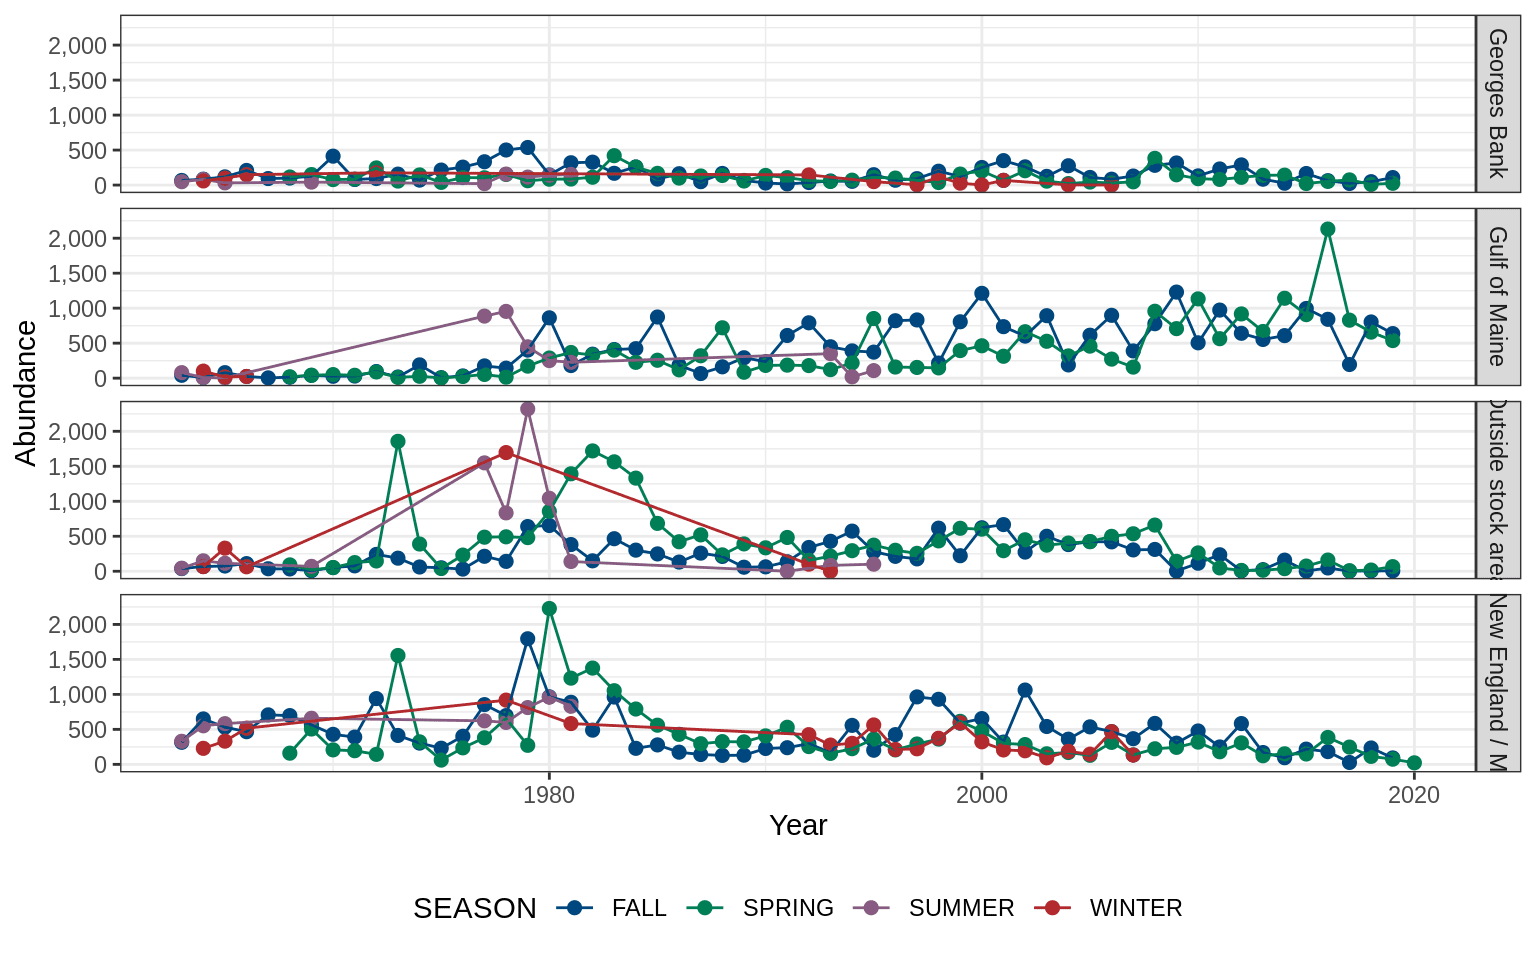 2,000
1,500
1,000
500
0
Georges Bank
2,000
1,500
1,000
500
0
Gulf of Maine
2,000
1,500
1,000
500
0
Outside stock area
2,000
1,500
1,000
500
0
New England / M
Abundance
1980
2000
2020
Year
SEASON
FALL
SPRING
SUMMER
WINTER